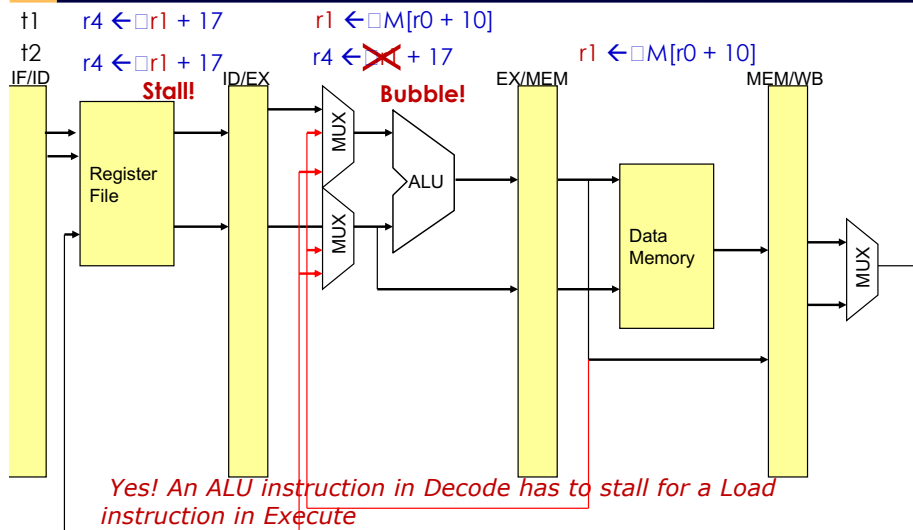 t1 r4 ←□r1 + 17 r1 ←□M[r0 + 10]
t2 r4 ←□r1 + 17 r4 ←□r1 + 17 r1 ←□M[r0 + 10]
IF/ID Stall! ID/EX Bubble! EX/MEM MEM/WB
Register
File
MUX
MUX
ALU
Data
Memory
MUX
Yes! An ALU instruction in Decode has to stall for a Load
instruction in Execute